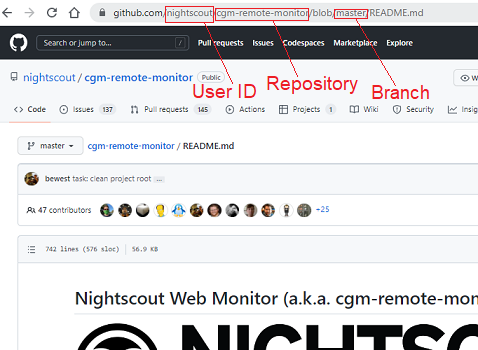 github.com/nightscout/cgm-remote-monitor/blob/master/README.md
Search or jump to... / Pull requests Issues Codespaces Marketplace Explore
nightscout / cgm-remote-monitor Public
User ID Repository Branch
<> Code Issues 137 Pull requests 145 Actions Projects 1 Wiki Security
master cgm-remote-monitor / README.md
bewest task: clean project root ...
47 contributors +25
742 lines (576 sloc) 56.9 KB
Nightscout Web Monitor (a.k.a. cgm-remote-mon
NIGHTSC